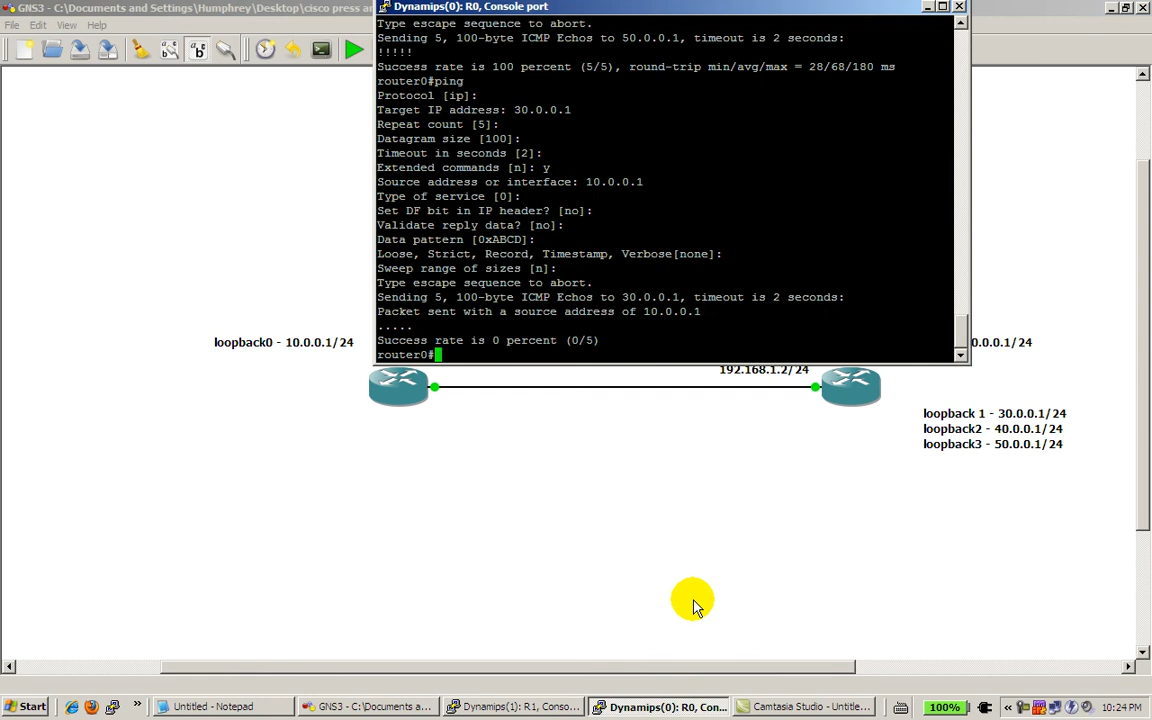 GNS3 - C:\Documents and Settings\Humphrey\Desktop\cisco press ar
Dynamips(0): R0, Console port
File Edit View Help
Type escape sequence to abort.
Sending 5, 100-byte ICMP Echos to 50.0.0.1, timeout is 2 seconds:
!!!!!
Success rate is 100 percent (5/5), round-trip min/avg/max = 28/68/180 ms
router0#ping
Protocol [ip]:
Target IP address: 30.0.0.1
Repeat count [5]:
Datagram size [100]:
Timeout in seconds [2]:
Extended commands [n]: y
Source address or interface: 10.0.0.1
Type of service [0]:
Set DF bit in IP header? [no]:
Validate reply data? [no]:
Data pattern [0xABCD]:
Loose, Strict, Record, Timestamp, Verbose[none]:
Sweep range of sizes [n]:
Type escape sequence to abort.
Sending 5, 100-byte ICMP Echos to 30.0.0.1, timeout is 2 seconds:
Packet sent with a source address of 10.0.0.1
.....
Success rate is 0 percent (0/5)
router0#
loopback0 - 10.0.0.1/24
0.0.0.1/24
192.168.1.2/24
loopback 1 - 30.0.0.1/24
loopback2 - 40.0.0.1/24
loopback3 - 50.0.0.1/24
Start
Untitled - Notepad
GNS3 - C:\Documents a...
Dynamips(1): R1, Conso...
Dynamips(0): R0, Con...
Camtasia Studio - Untitle...
100%
10:24 PM